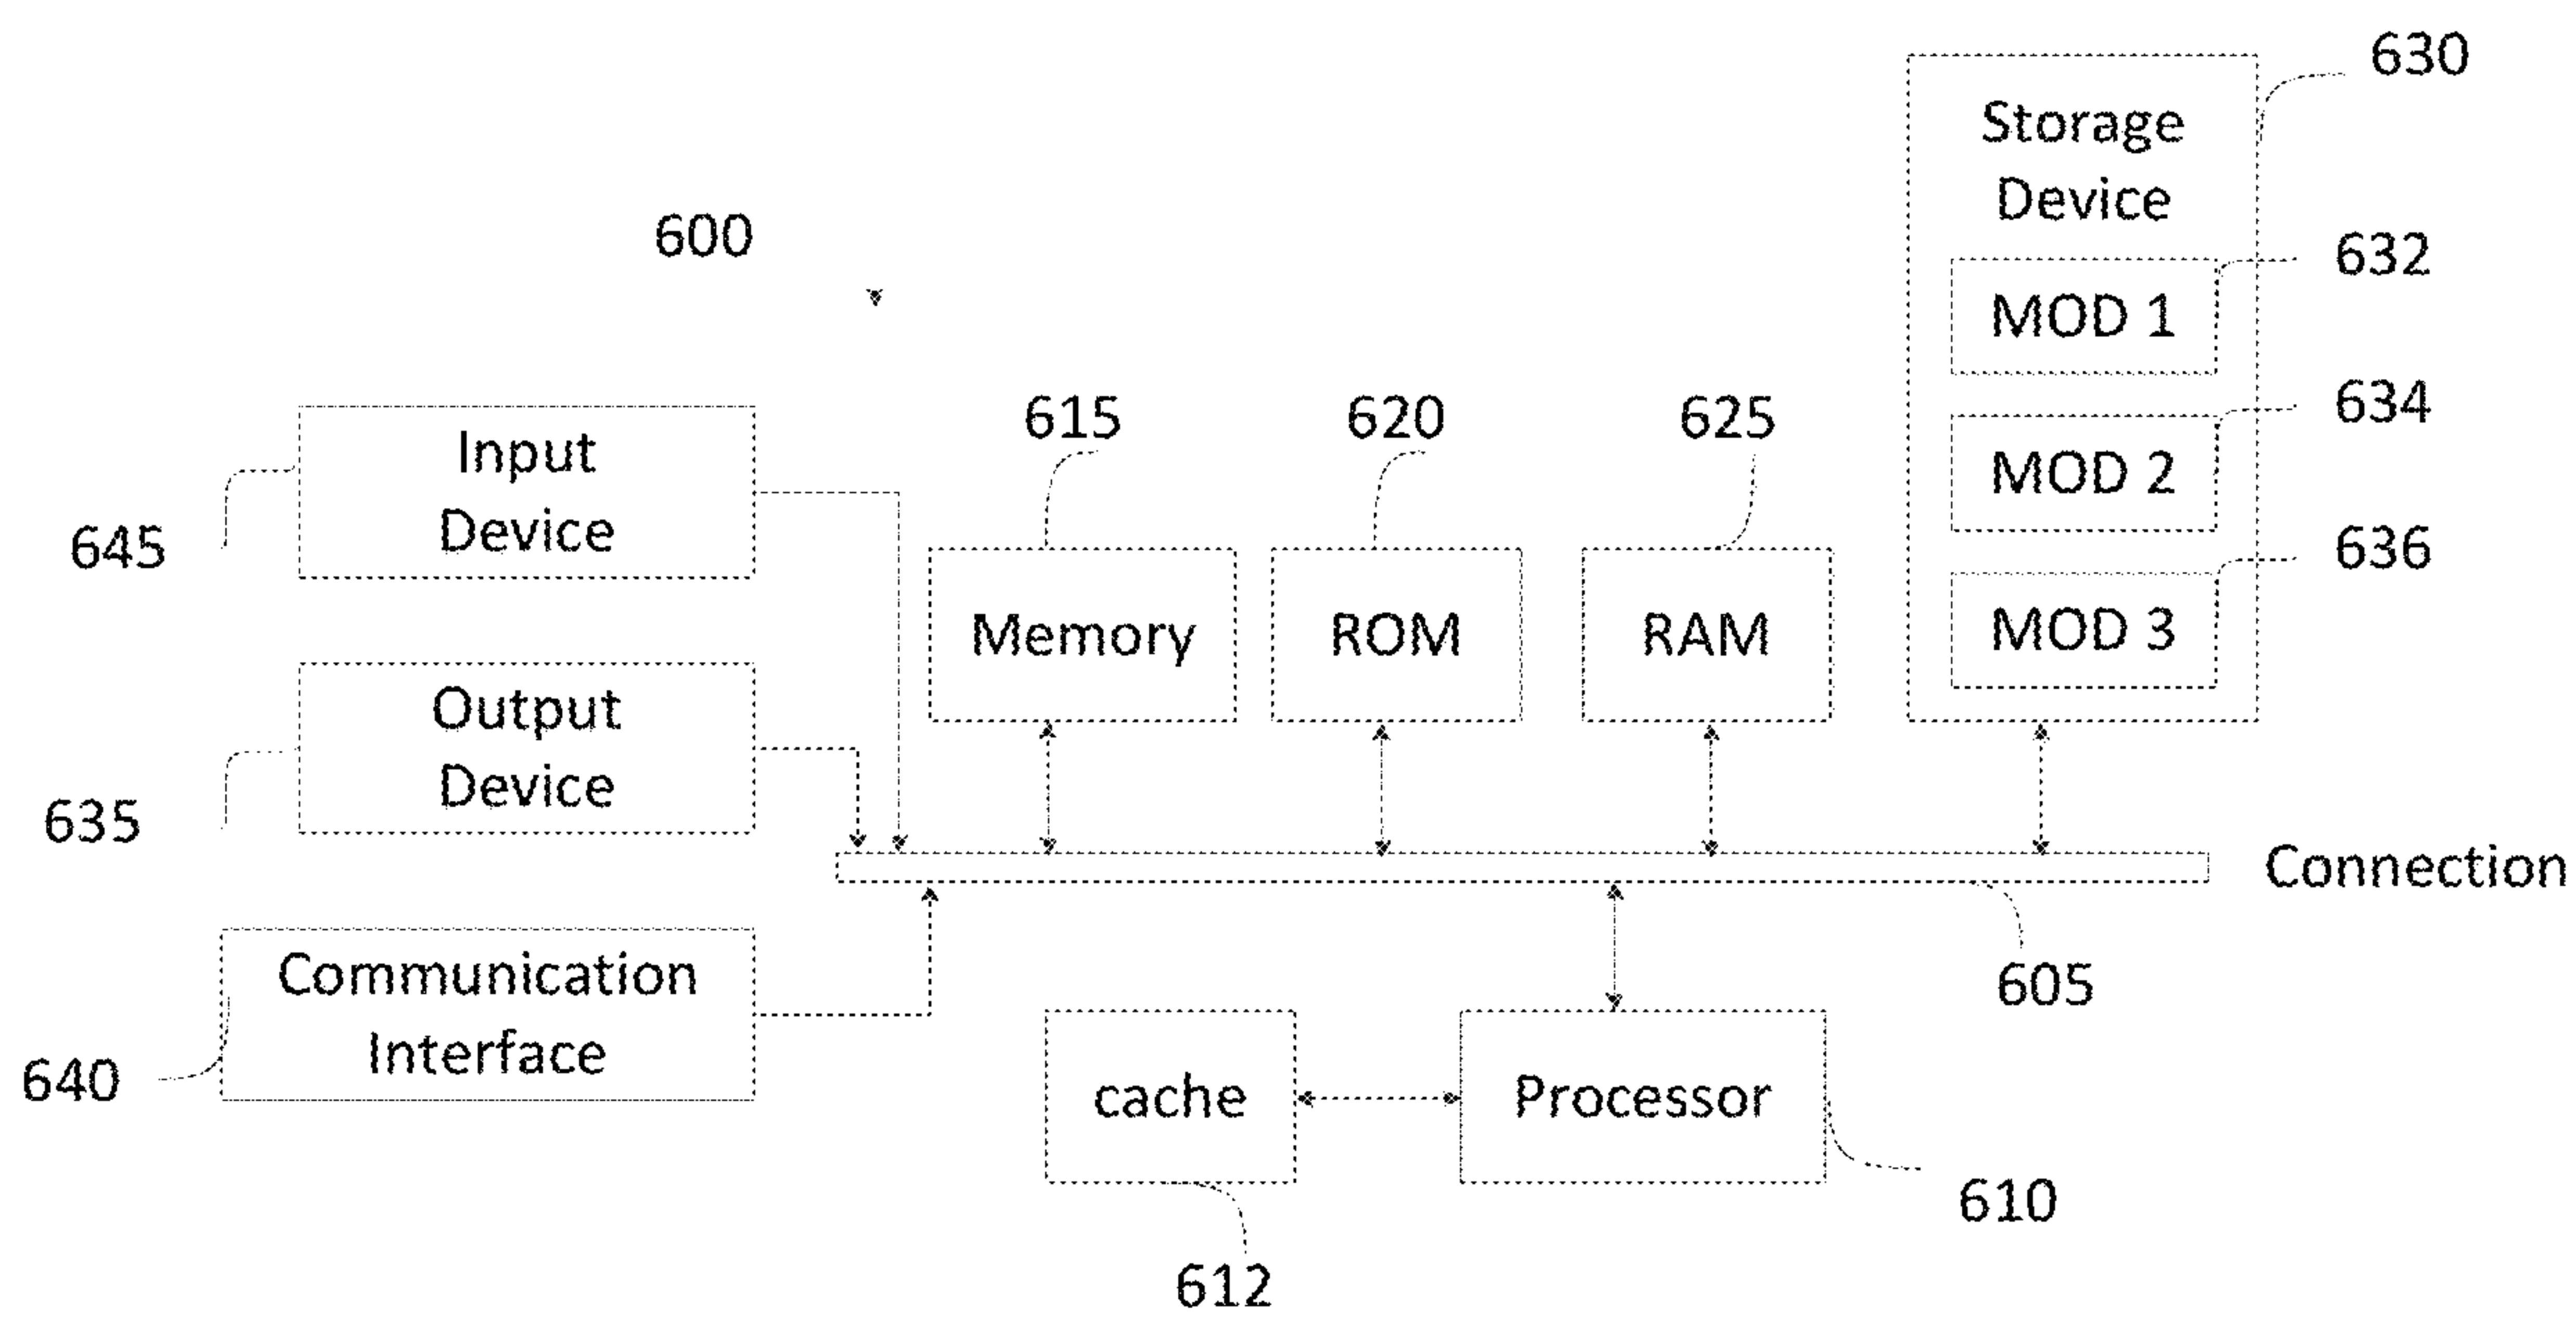 630
Storage
Device
600
632
MOD 1
615
620
625
634
Input
Device
MOD 2
645
636
Memory
ROM
RAM
MOD 3
Output
Device
635
Connection
Communication
Interface
605
640
cache
Processor
610
612